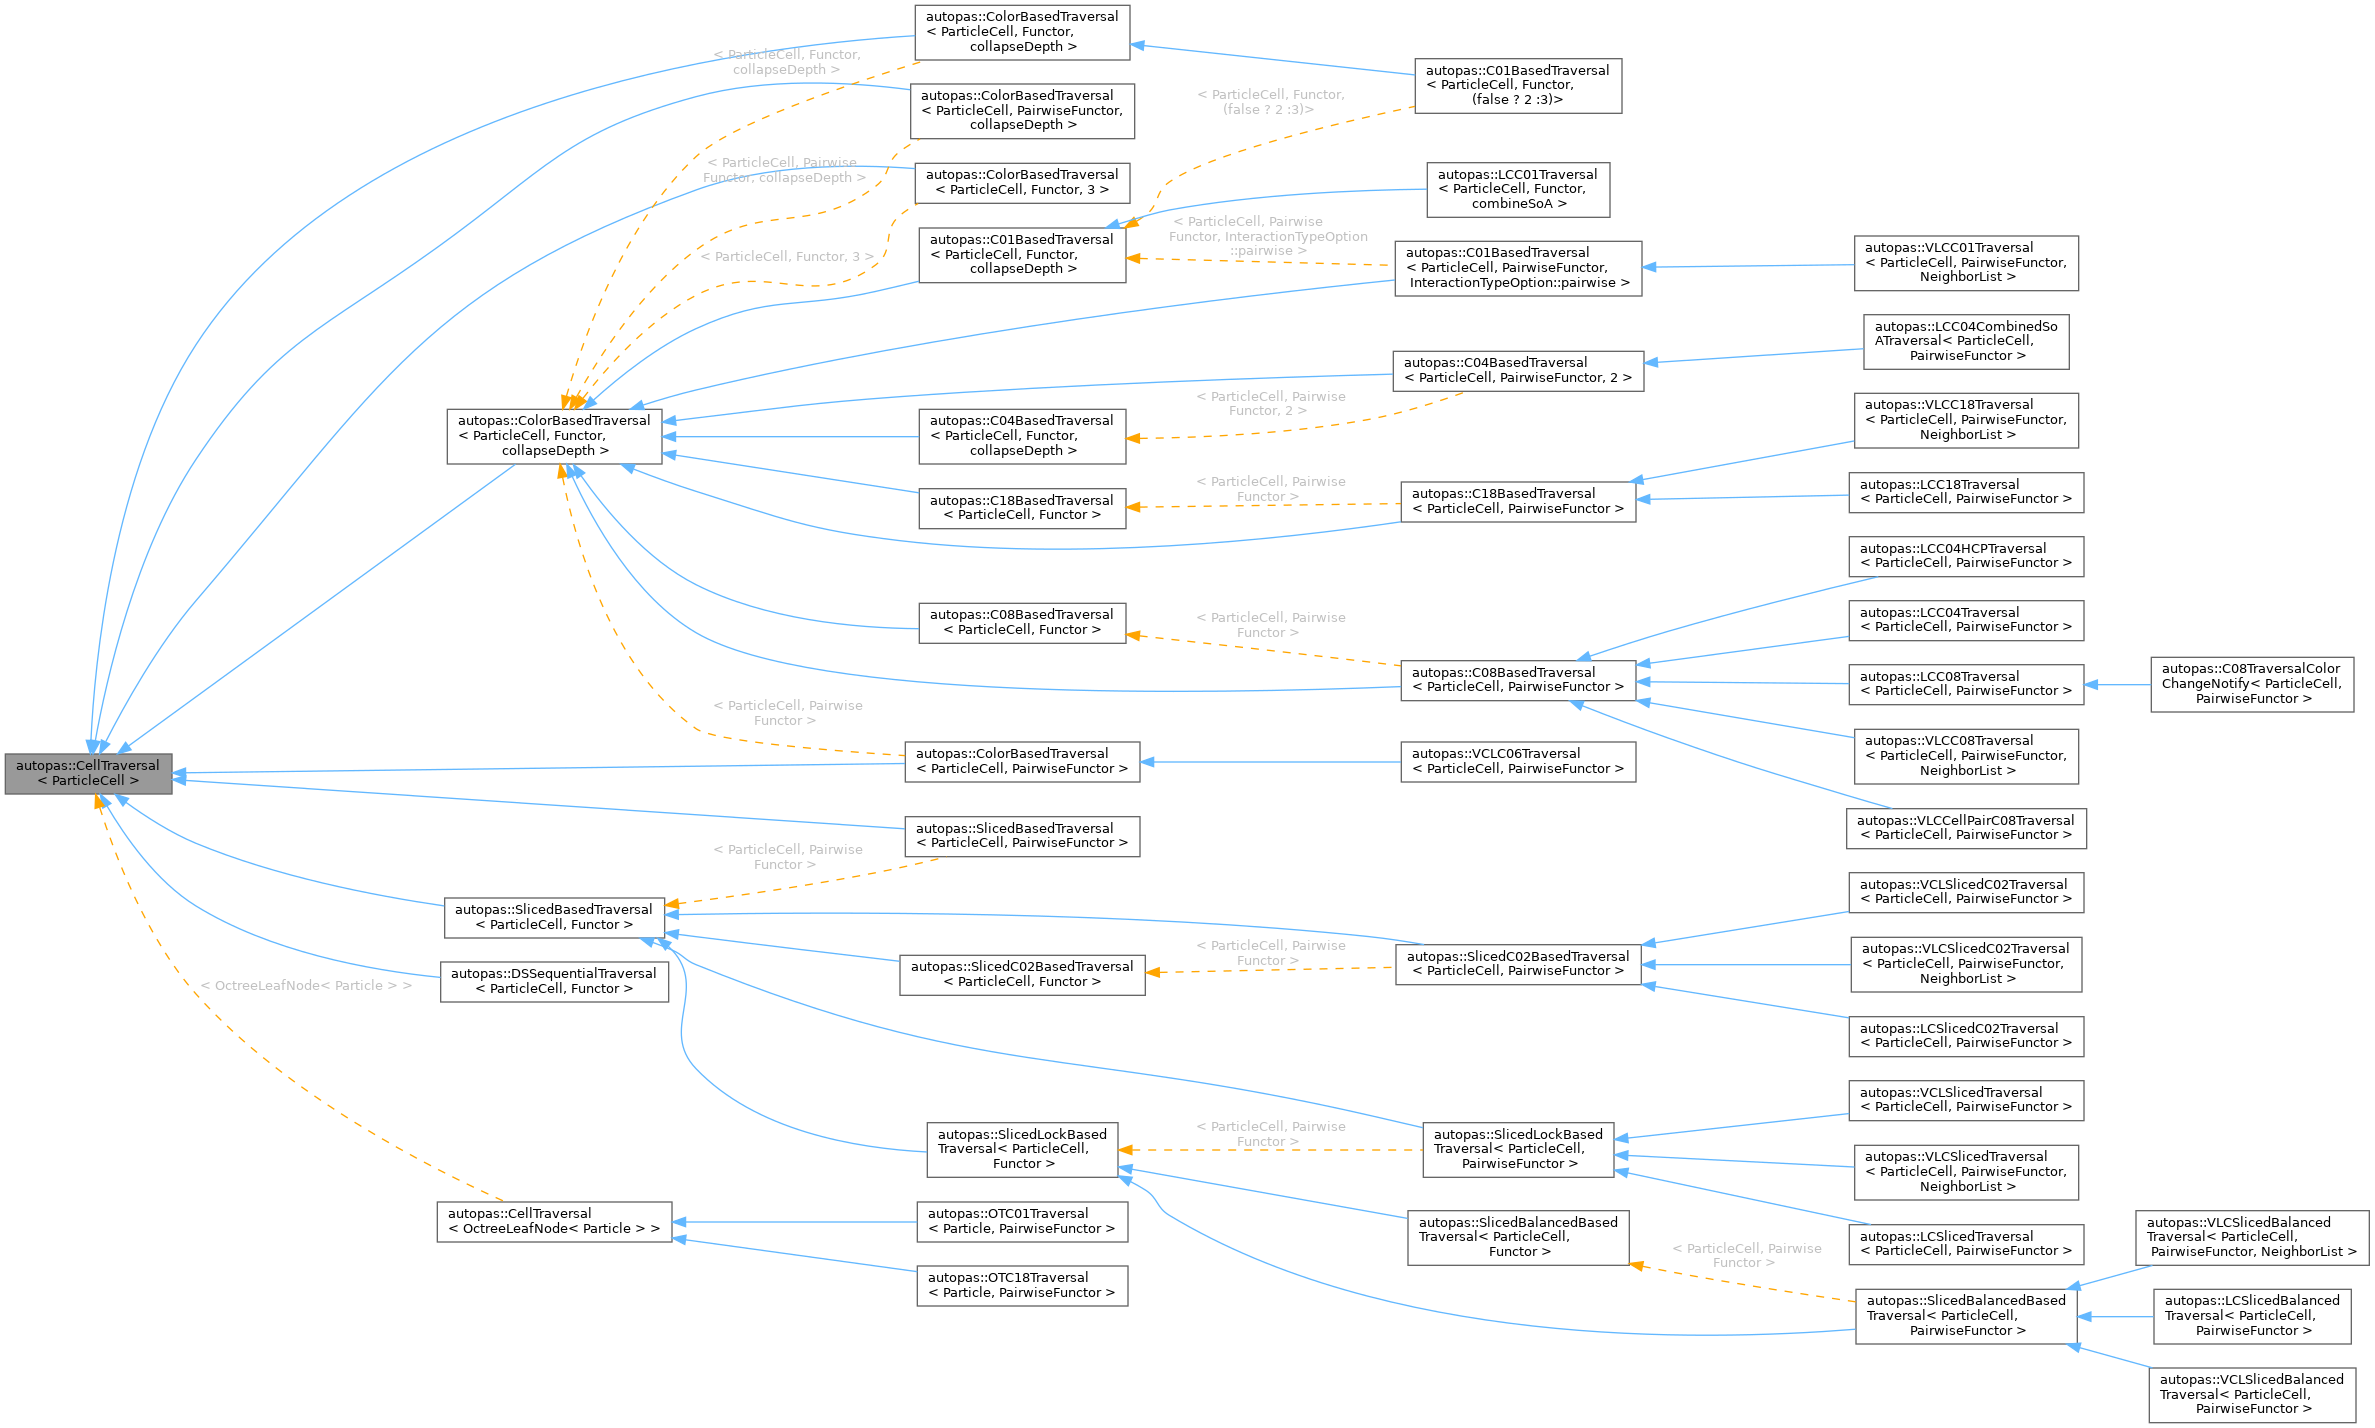 autopas::CellTraversal
< ParticleCell >
autopas::ColorBasedTraversal
< ParticleCell, Functor,
collapseDepth >
autopas::SlicedBasedTraversal
< ParticleCell, Functor >
autopas::DSSequentialTraversal
< ParticleCell, Functor >
< OctreeLeafNode< Particle > >
autopas::CellTraversal
< OctreeLeafNode< Particle > >
< ParticleCell, Functor,
collapseDepth >
< ParticleCell, Pairwise
Functor, collapseDepth >
< ParticleCell, Functor, 3 >
< ParticleCell, Pairwise
Functor >
< ParticleCell, Pairwise
Functor >
autopas::ColorBasedTraversal
< ParticleCell, Functor,
collapseDepth >
autopas::ColorBasedTraversal
< ParticleCell, PairwiseFunctor,
collapseDepth >
autopas::ColorBasedTraversal
< ParticleCell, Functor, 3 >
autopas::C01BasedTraversal
< ParticleCell, Functor,
collapseDepth >
autopas::C04BasedTraversal
< ParticleCell, Functor,
collapseDepth >
autopas::C18BasedTraversal
< ParticleCell, Functor >
autopas::C08BasedTraversal
< ParticleCell, Functor >
autopas::ColorBasedTraversal
< ParticleCell, PairwiseFunctor >
autopas::SlicedBasedTraversal
< ParticleCell, PairwiseFunctor >
autopas::SlicedC02BasedTraversal
< ParticleCell, Functor >
autopas::SlicedLockBased
Traversal< ParticleCell,
Functor >
autopas::OTC01Traversal
< Particle, PairwiseFunctor >
autopas::OTC18Traversal
< Particle, PairwiseFunctor >
< ParticleCell, Functor,
(false ? 2 :3)>
< ParticleCell, Pairwise
Functor, InteractionTypeOption
::pairwise >
< ParticleCell, Pairwise
Functor, 2 >
< ParticleCell, Pairwise
Functor >
< ParticleCell, Pairwise
Functor >
< ParticleCell, Pairwise
Functor >
< ParticleCell, Pairwise
Functor >
autopas::C01BasedTraversal
< ParticleCell, Functor,
(false ? 2 :3)>
autopas::LCC01Traversal
< ParticleCell, Functor,
combineSoA >
autopas::C01BasedTraversal
< ParticleCell, PairwiseFunctor,
InteractionTypeOption::pairwise >
autopas::C04BasedTraversal
< ParticleCell, PairwiseFunctor, 2 >
autopas::C18BasedTraversal
< ParticleCell, PairwiseFunctor >
autopas::C08BasedTraversal
< ParticleCell, PairwiseFunctor >
autopas::VCLC06Traversal
< ParticleCell, PairwiseFunctor >
autopas::SlicedC02BasedTraversal
< ParticleCell, PairwiseFunctor >
autopas::SlicedLockBased
Traversal< ParticleCell,
PairwiseFunctor >
autopas::SlicedBalancedBased
Traversal< ParticleCell,
Functor >
< ParticleCell, Pairwise
Functor >
autopas::VLCC01Traversal
< ParticleCell, PairwiseFunctor,
NeighborList >
autopas::LCC04CombinedSo
ATraversal< ParticleCell,
PairwiseFunctor >
autopas::VLCC18Traversal
< ParticleCell, PairwiseFunctor,
NeighborList >
autopas::LCC18Traversal
< ParticleCell, PairwiseFunctor >
autopas::LCC04HCPTraversal
< ParticleCell, PairwiseFunctor >
autopas::LCC04Traversal
< ParticleCell, PairwiseFunctor >
autopas::LCC08Traversal
< ParticleCell, PairwiseFunctor >
autopas::VLCC08Traversal
< ParticleCell, PairwiseFunctor,
NeighborList >
autopas::VLCCellPairC08Traversal
< ParticleCell, PairwiseFunctor >
autopas::VCLSlicedC02Traversal
< ParticleCell, PairwiseFunctor >
autopas::VLCSlicedC02Traversal
< ParticleCell, PairwiseFunctor,
NeighborList >
autopas::LCSlicedC02Traversal
< ParticleCell, PairwiseFunctor >
autopas::VCLSlicedTraversal
< ParticleCell, PairwiseFunctor >
autopas::VLCSlicedTraversal
< ParticleCell, PairwiseFunctor,
NeighborList >
autopas::LCSlicedTraversal
< ParticleCell, PairwiseFunctor >
autopas::SlicedBalancedBased
Traversal< ParticleCell,
PairwiseFunctor >
autopas::C08TraversalColor
ChangeNotify< ParticleCell,
PairwiseFunctor >
autopas::VLCSlicedBalanced
Traversal< ParticleCell,
PairwiseFunctor, NeighborList >
autopas::LCSlicedBalanced
Traversal< ParticleCell,
PairwiseFunctor >
autopas::VCLSlicedBalanced
Traversal< ParticleCell,
PairwiseFunctor >